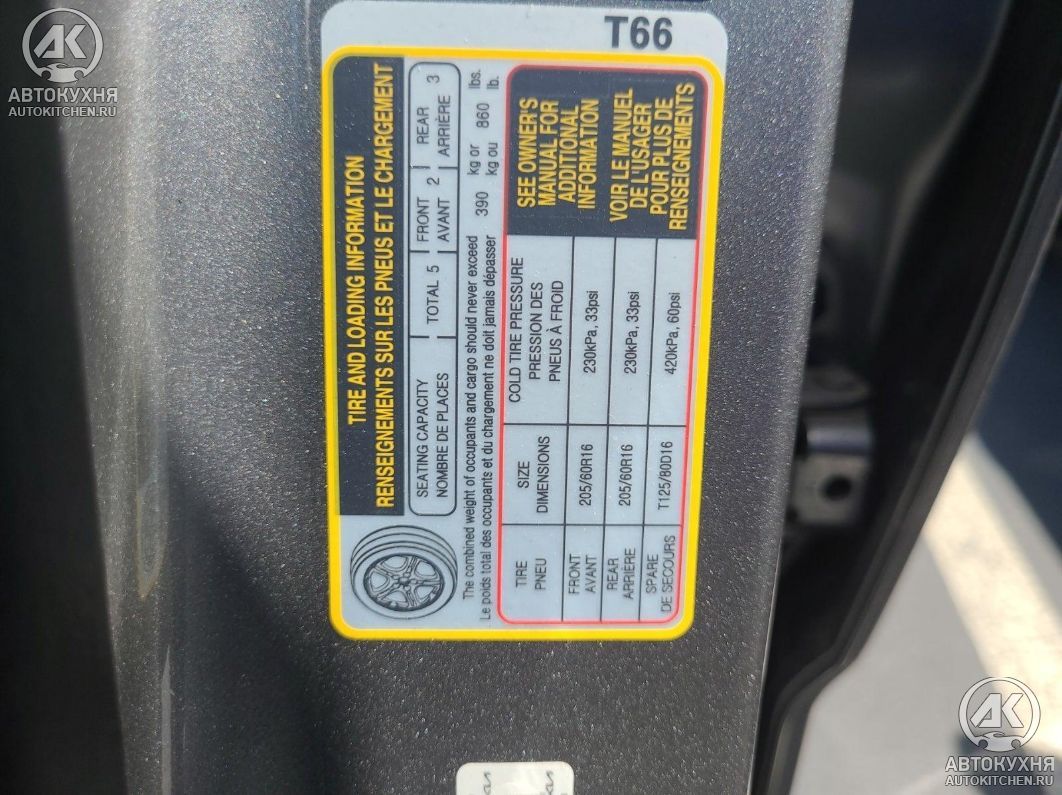 АВТОКУХНЯ
AUTOKITCHEN.RU
T66
TIRE AND LOADING INFORMATION
RENSEIGNEMENTS SUR LES PNEUS ET LE CHARGEMENT
SEATING CAPACITY TOTAL 5 FRONT 2 REAR 3
NOMBRE DE PLACES AVANT ARRIÈRE
The combined weight of occupants and cargo should never exceed 390 kg or 860 lbs.
Le poids total des occupants et du chargement ne doit jamais dépasser kg ou lb.
TIRE SIZE COLD TIRE PRESSURE
PNEU DIMENSIONS PRESSION DES
PNEUS À FROID
SEE OWNER'S
MANUAL FOR
ADDITIONAL
INFORMATION
VOIR LE MANUEL
DE L'USAGER
POUR PLUS DE
RENSEIGNEMENTS
FRONT 205/60R16 230kPa, 33psi
AVANT
REAR 205/60R16 230kPa, 33psi
ARRIÈRE
SPARE T125/80D16 420kPa, 60psi
DE SECOURS
АВТОКУХНЯ
AUTOKITCHEN.RU